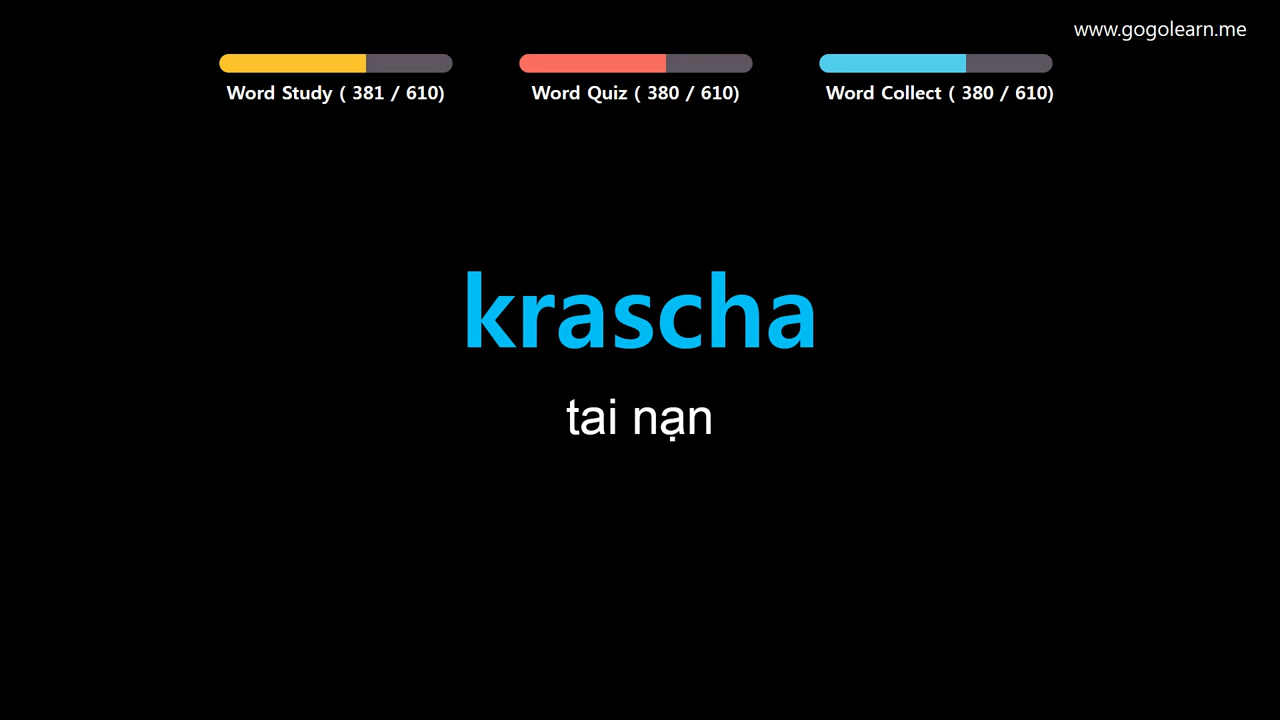 www.gogolearn.me
Word Study ( 381 / 610)
Word Quiz ( 380 / 610)
Word Collect ( 380 / 610)
krascha
tai nạn